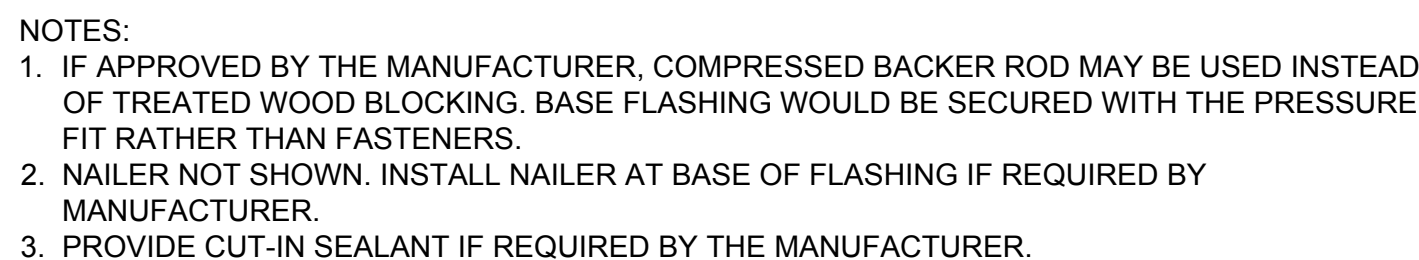 NOTES:
1. IF APPROVED BY THE MANUFACTURER, COMPRESSED BACKER ROD MAY BE USED INSTEAD
OF TREATED WOOD BLOCKING. BASE FLASHING WOULD BE SECURED WITH THE PRESSURE
FIT RATHER THAN FASTENERS.
2. NAILER NOT SHOWN. INSTALL NAILER AT BASE OF FLASHING IF REQUIRED BY
MANUFACTURER.
3. PROVIDE CUT-IN SEALANT IF REQUIRED BY THE MANUFACTURER.